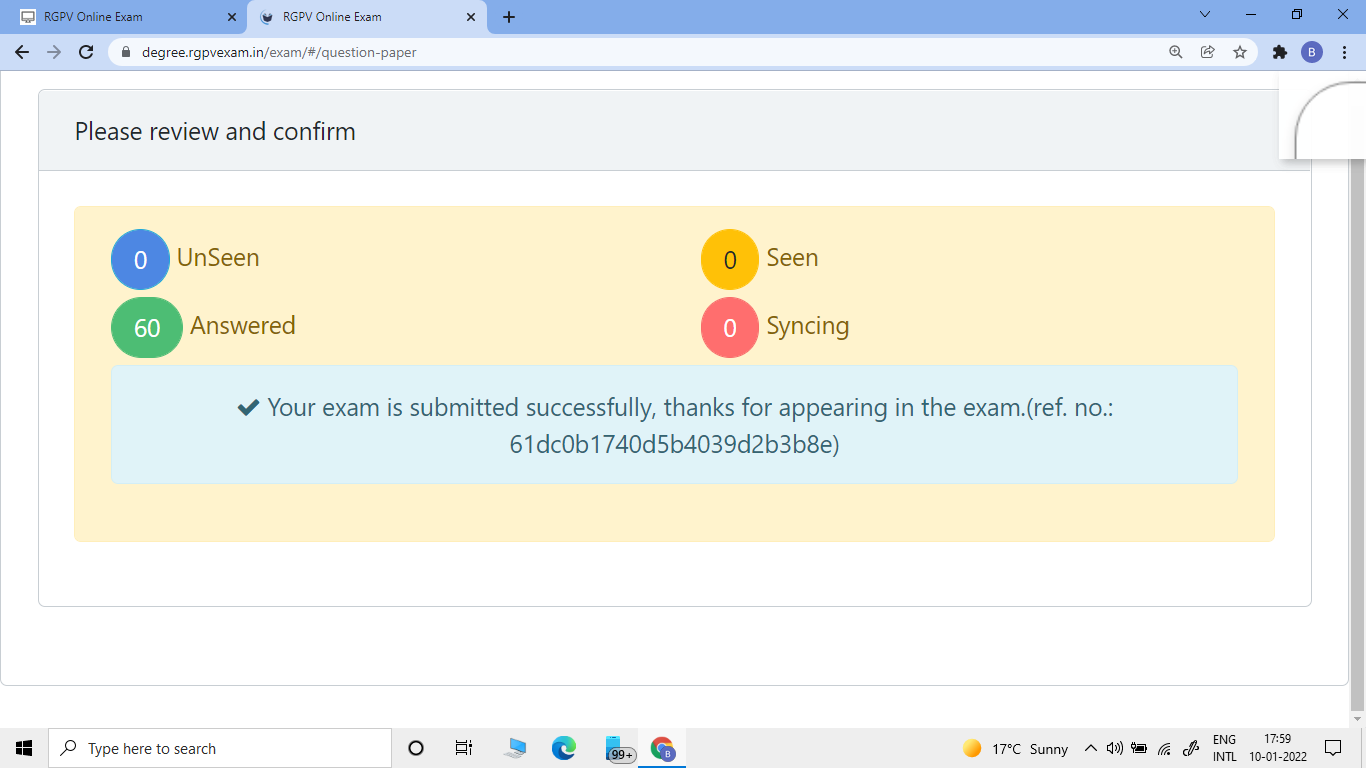 RGPV Online Exam
RGPV Online Exam
degree.rgpvexam.in/exam/#/question-paper
B
Please review and confirm
0 UnSeen
0 Seen
60 Answered
0 Syncing
Your exam is submitted successfully, thanks for appearing in the exam.(ref. no.:
61dc0b1740d5b4039d2b3b8e)
Type here to search
99+
B
17°C Sunny
ENG
INTL
17:59
10-01-2022